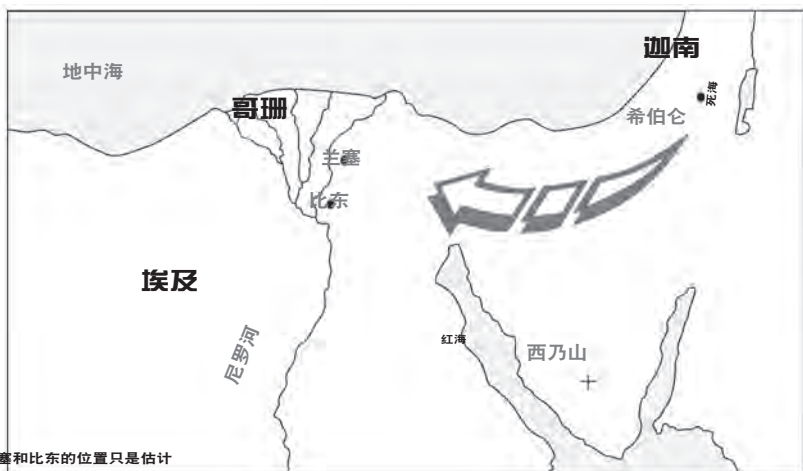 迦南
地中海
死海
哥珊
希伯仑
兰塞
比东
埃及
尼罗河
红海
西乃山
塞和比东的位置只是估计